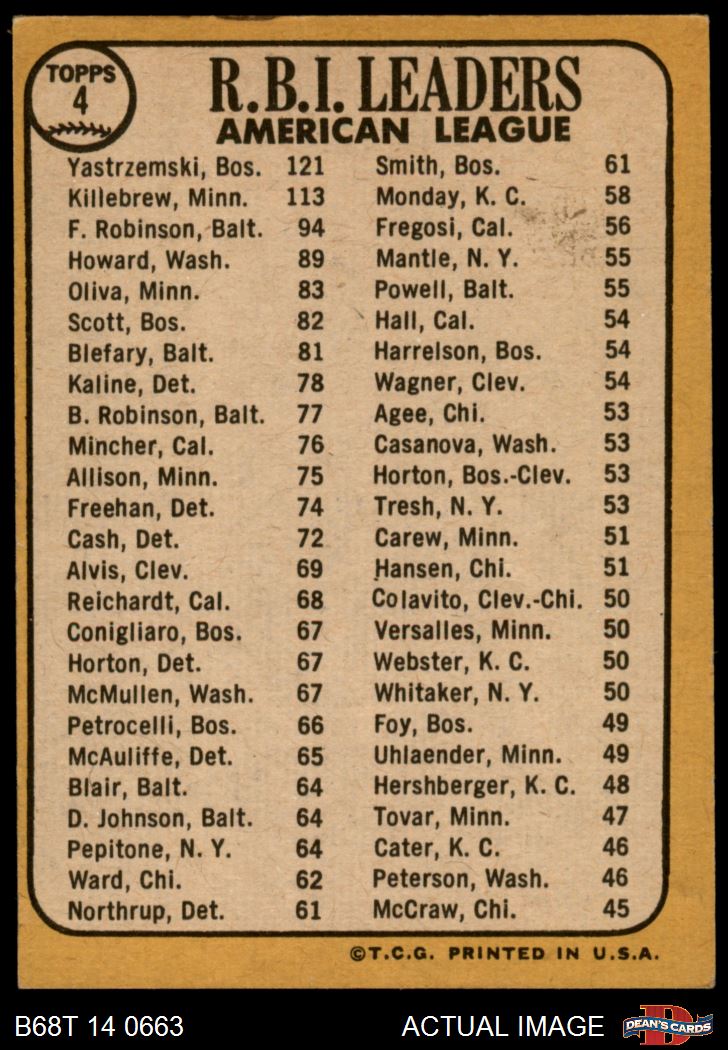 TOPPS
4
R.B.I. LEADERS
AMERICAN LEAGUE
Yastrzemski, Bos. 121
Killebrew, Minn. 113
F. Robinson, Balt. 94
Howard, Wash. 89
Oliva, Minn. 83
Scott, Bos. 82
Blefary, Balt. 81
Kaline, Det. 78
B. Robinson, Balt. 77
Mincher, Cal. 76
Allison, Minn. 75
Freehan, Det. 74
Cash, Det. 72
Alvis, Clev. 69
Reichardt, Cal. 68
Conigliaro, Bos. 67
Horton, Det. 67
McMullen, Wash. 67
Petrocelli, Bos. 66
McAuliffe, Det. 65
Blair, Balt. 64
D. Johnson, Balt. 64
Pepitone, N. Y. 64
Ward, Chi. 62
Northrup, Det. 61
Smith, Bos. 61
Monday, K. C. 58
Fregosi, Cal. 56
Mantle, N. Y. 55
Powell, Balt. 55
Hall, Cal. 54
Harrelson, Bos. 54
Wagner, Clev. 54
Agee, Chi. 53
Casanova, Wash. 53
Horton, Bos.-Clev. 53
Tresh, N. Y. 53
Carew, Minn. 51
Hansen, Chi. 51
Colavito, Clev.-Chi. 50
Versalles, Minn. 50
Webster, K. C. 50
Whitaker, N. Y. 50
Foy, Bos. 49
Uhlaender, Minn. 49
Hershberger, K. C. 48
Tovar, Minn. 47
Cater, K. C. 46
Peterson, Wash. 46
McCraw, Chi. 45
©T.C.G. PRINTED IN U.S.A.
B68T 14 0663
ACTUAL IMAGE
D
DEAN'S CARDS